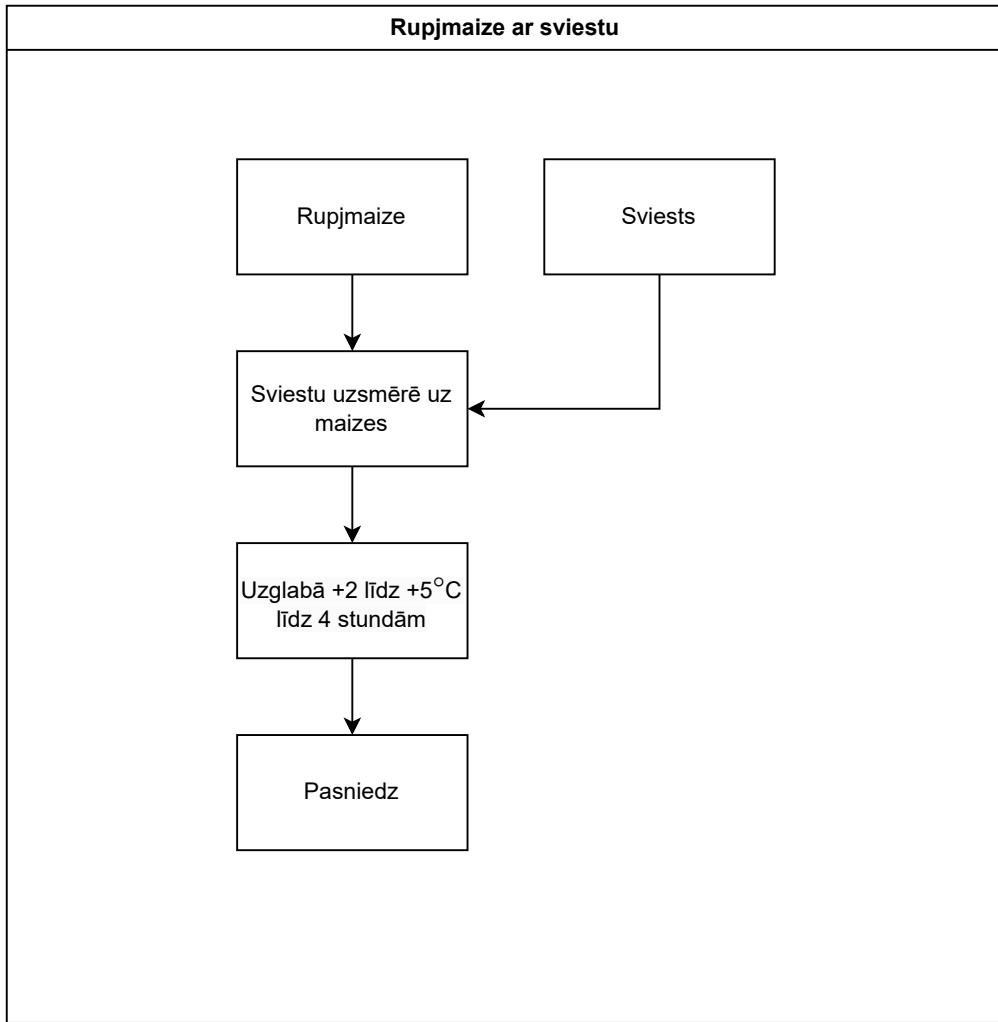 Rupjmaize ar sviestu
Rupjmaize
Sviests
Sviestu uzsmērē uz
maizes
Uzglabā +2 līdz +5°C
līdz 4 stundām
Pasniedz